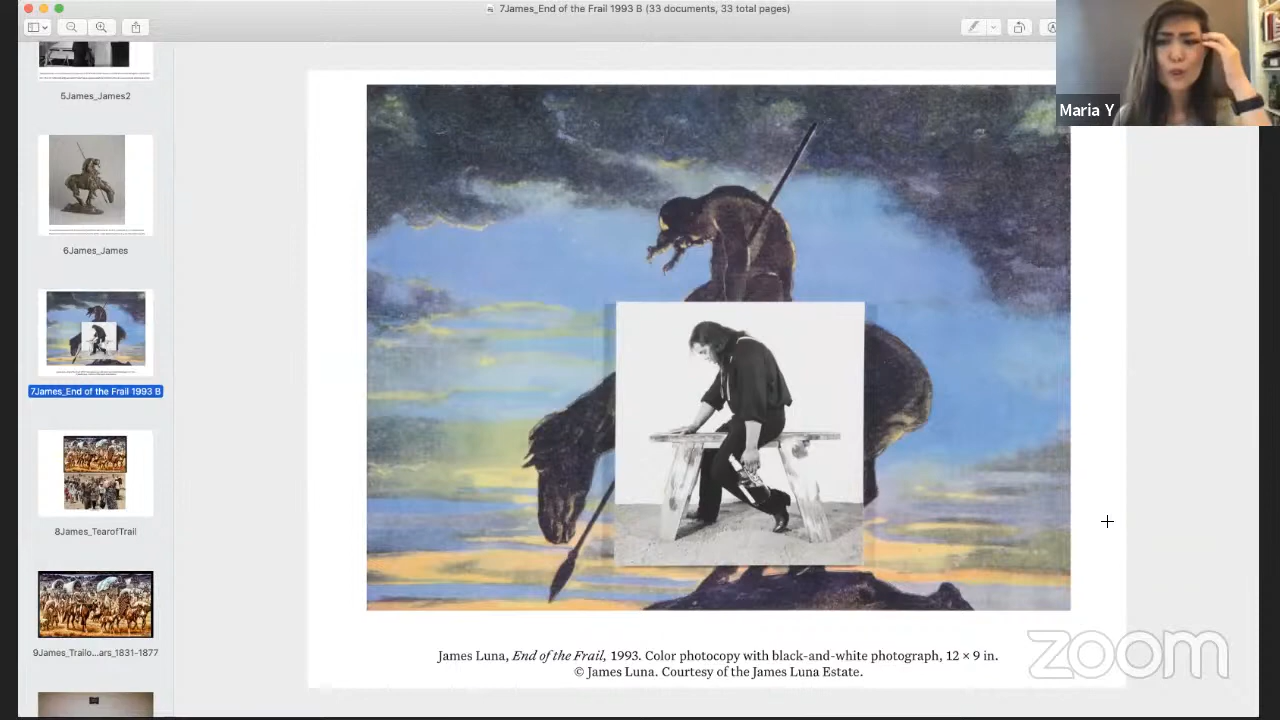 7James_End of the Frail 1993 B (33 documents, 33 total pages)
5James_James2
6James_James
7James_End of the Frail 1993 B
8James_TearofTrail
9James_Trailo...ars_1831-1877
Maria Y
James Luna, End of the Frail, 1993. Color photocopy with black-and-white photograph, 12 × 9 in.
© James Luna. Courtesy of the James Luna Estate.
zoom